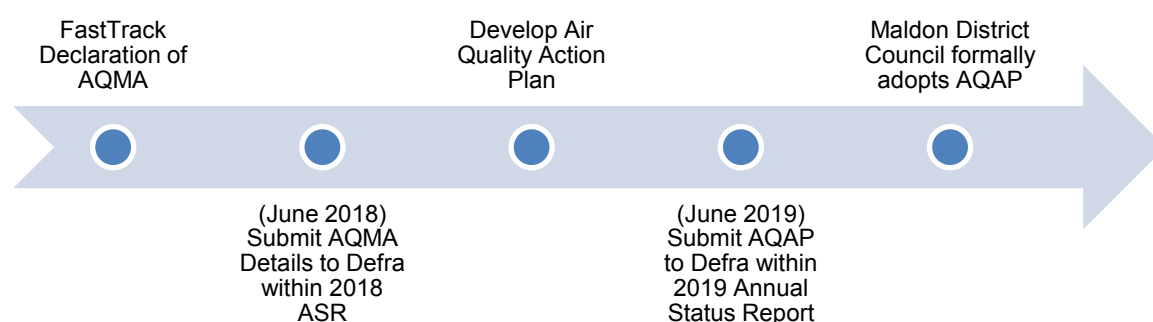 FastTrack
Declaration of
AQMA
(June 2018)
Submit AQMA
Details to Defra
within 2018
ASR
Develop Air
Quality Action
Plan
(June 2019)
Submit AQAP
to Defra within
2019 Annual
Status Report
Maldon District
Council formally
adopts AQAP